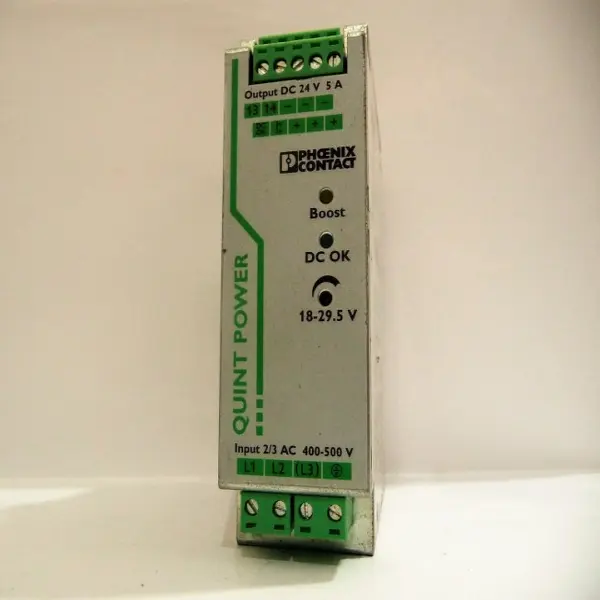 Output DC 24 V 5 A
13 14 − − −
+ + +
PHŒNIX
CONTACT
Boost
DC OK
18-29.5 V
QUINT POWER
Input 2/3 AC 400-500 V
L1 L2 (L3)